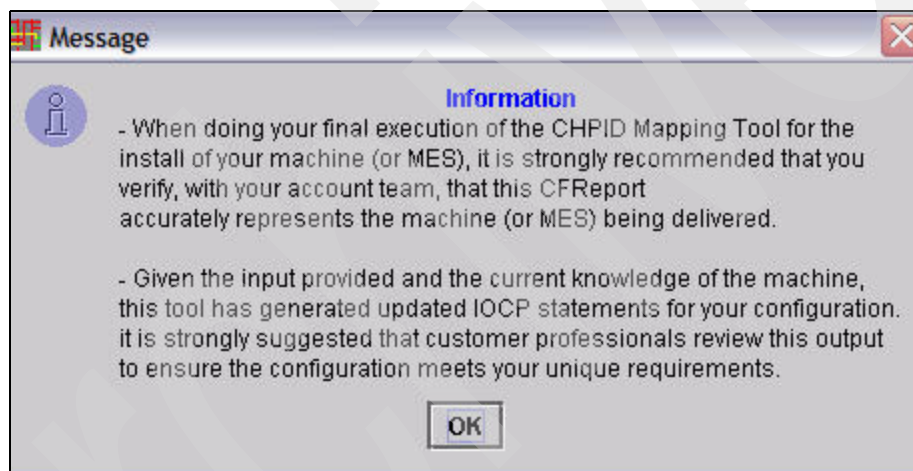 Message
Information
- When doing your final execution of the CHPID Mapping Tool for the
install of your machine (or MES), it is strongly recommended that you
verify, with your account team, that this CFReport
accurately represents the machine (or MES) being delivered.
- Given the input provided and the current knowledge of the machine,
this tool has generated updated IOCP statements for your configuration.
it is strongly suggested that customer professionals review this output
to ensure the configuration meets your unique requirements.
OK